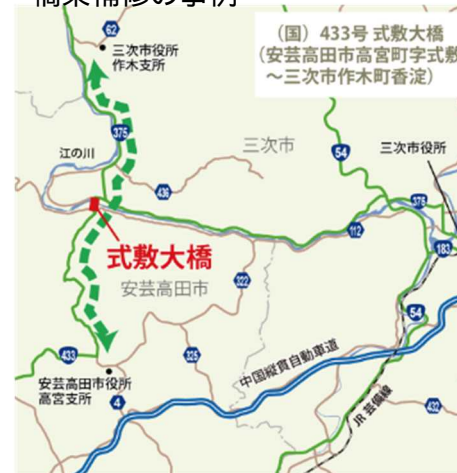 橋梁補修の事例
（国）433号 式敷大橋
（安芸高田市高宮町字式敷
～三次市作木町香淀）
62
三次市役所
作木支所
375
江の川
三次市
54
三次市役所
436
375
112
183
式敷大橋
安芸高田市
322
54
433
326
中国縦貫自動車道
安芸高田市役所
高宮支所
4
JR 芸備線
432